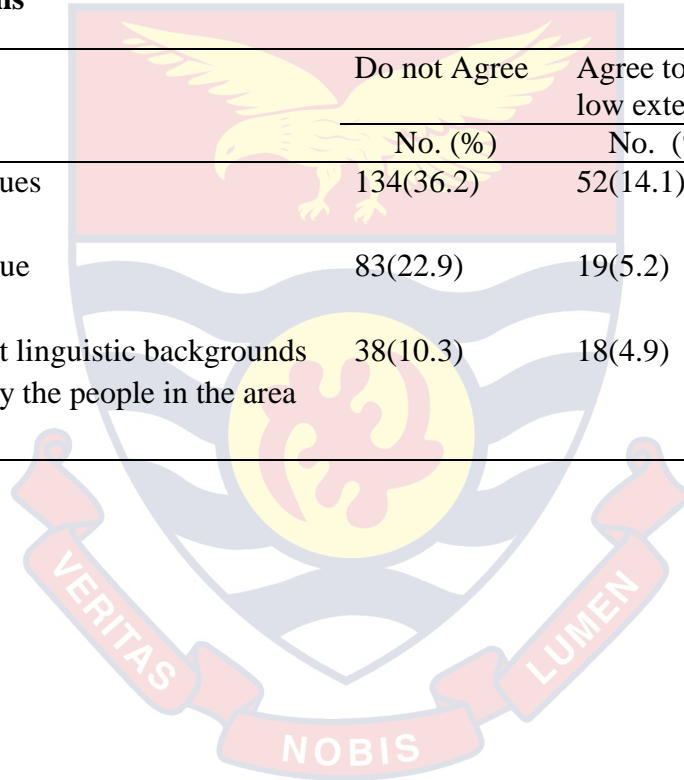 Do not Agree Agree to
low exte
No. (%) No. (
ues 134(36.2) 52(14.1)
ue 83(22.9) 19(5.2)
t linguistic backgrounds 38(10.3) 18(4.9)
y the people in the area
VERITAS
NOBIS
LUMEN